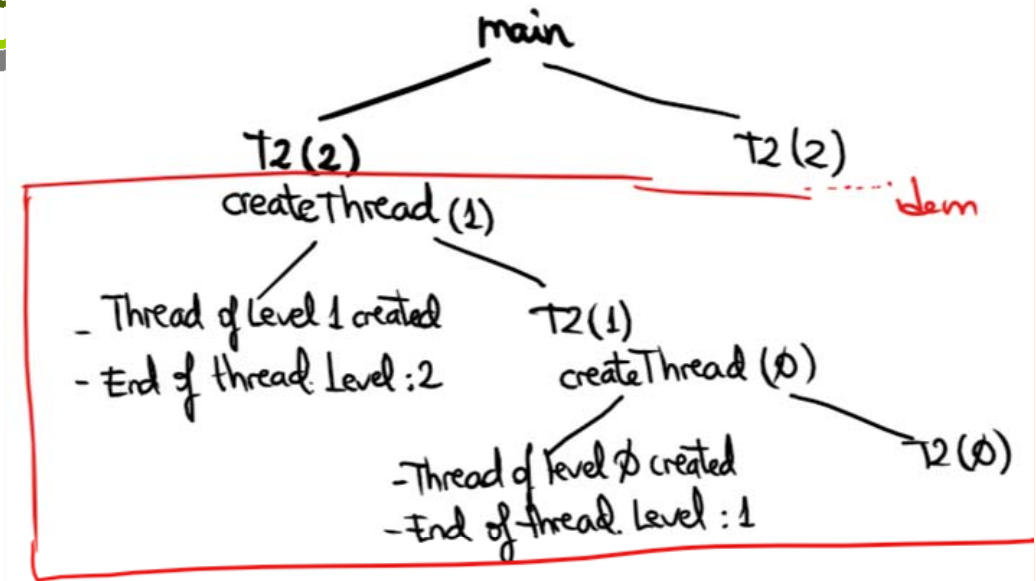 main
T2(2)
T2(2)
idem
createThread (1)
- Thread of Level 1 created
- End of thread. Level : 2
T2(1)
createThread (∅)
- Thread of level ∅ created
- End of thread. Level : 1
T2(∅)